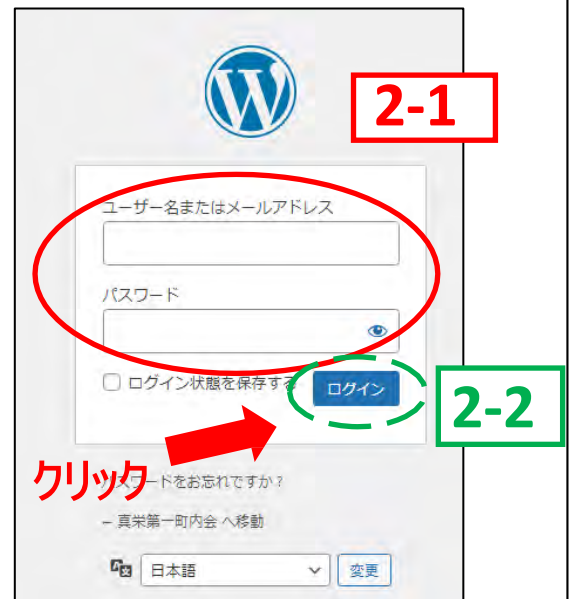 2-1
ユーザー名またはメールアドレス
パスワード
ログイン状態を保存する
ログイン
2-2
クリック
パスワードをお忘れですか ?
– 真栄第一町内会 へ移動
日本語
変更